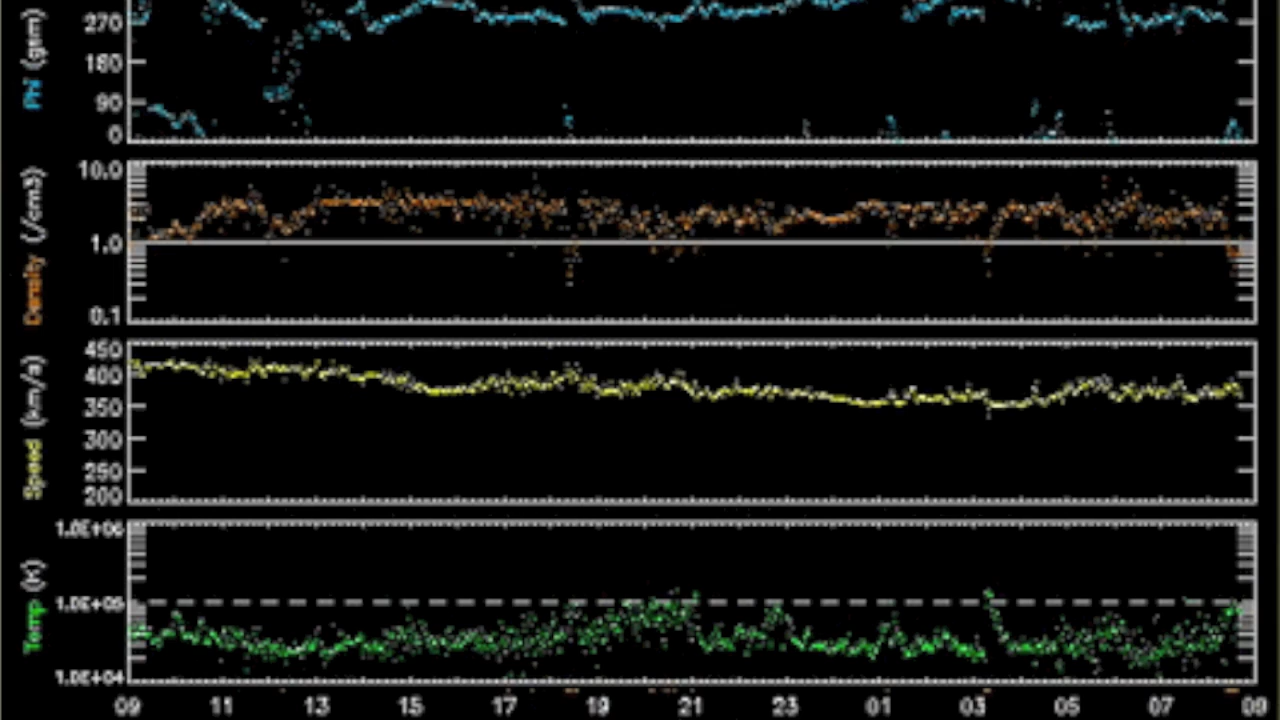 Phi (gsm)
270
180
90
0
Density (/cm3)
10.0
1.0
0.1
Speed (km/s)
450
400
350
300
250
200
Temp (K)
1.0E+06
1.0E+05
1.0E+04
09 11 13 15 17 19 21 23 01 03 05 07 09